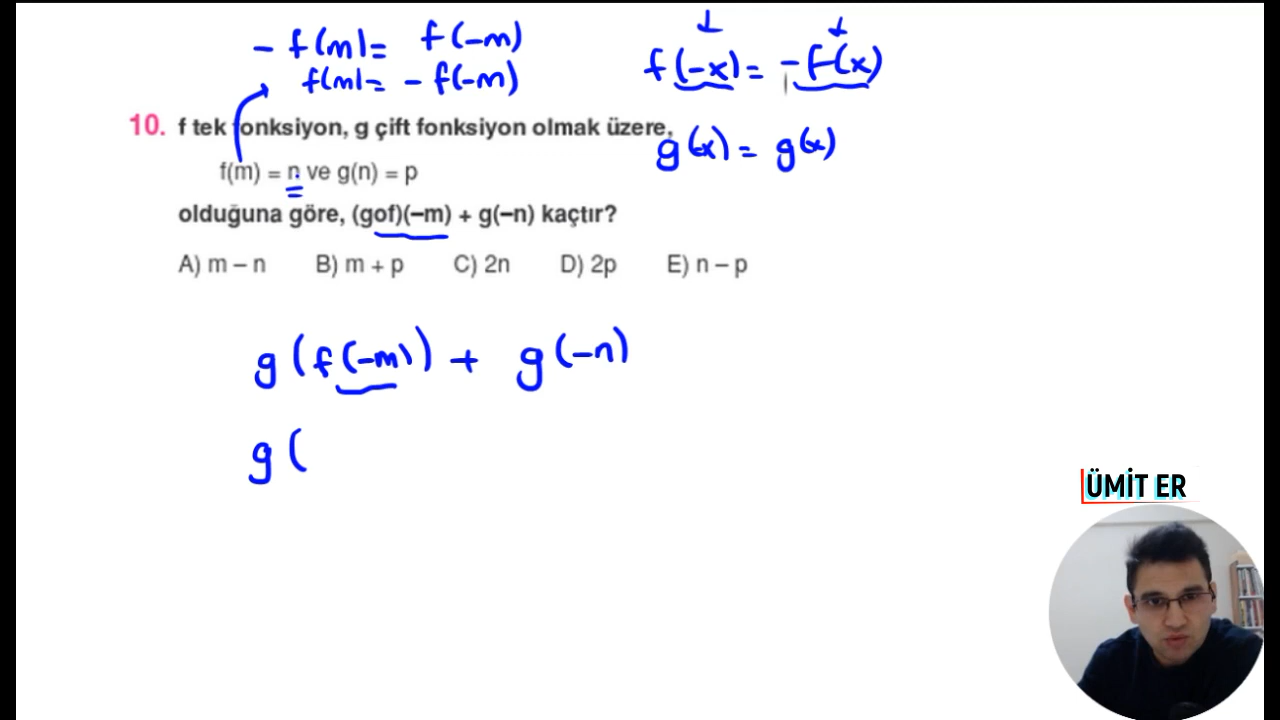 - f(m) = f(-m)
f(m) = - f(-m)
f(-x) = -f(x)
10. f tek fonksiyon, g çift fonksiyon olmak üzere,
g(-x) = g(x)
f(m) = n ve g(n) = p
olduğuna göre, (gof)(–m) + g(–n) kaçtır?
A) m – n B) m + p C) 2n D) 2p E) n – p
g(f(-m)) + g(-n)
g(
ÜMİT ER